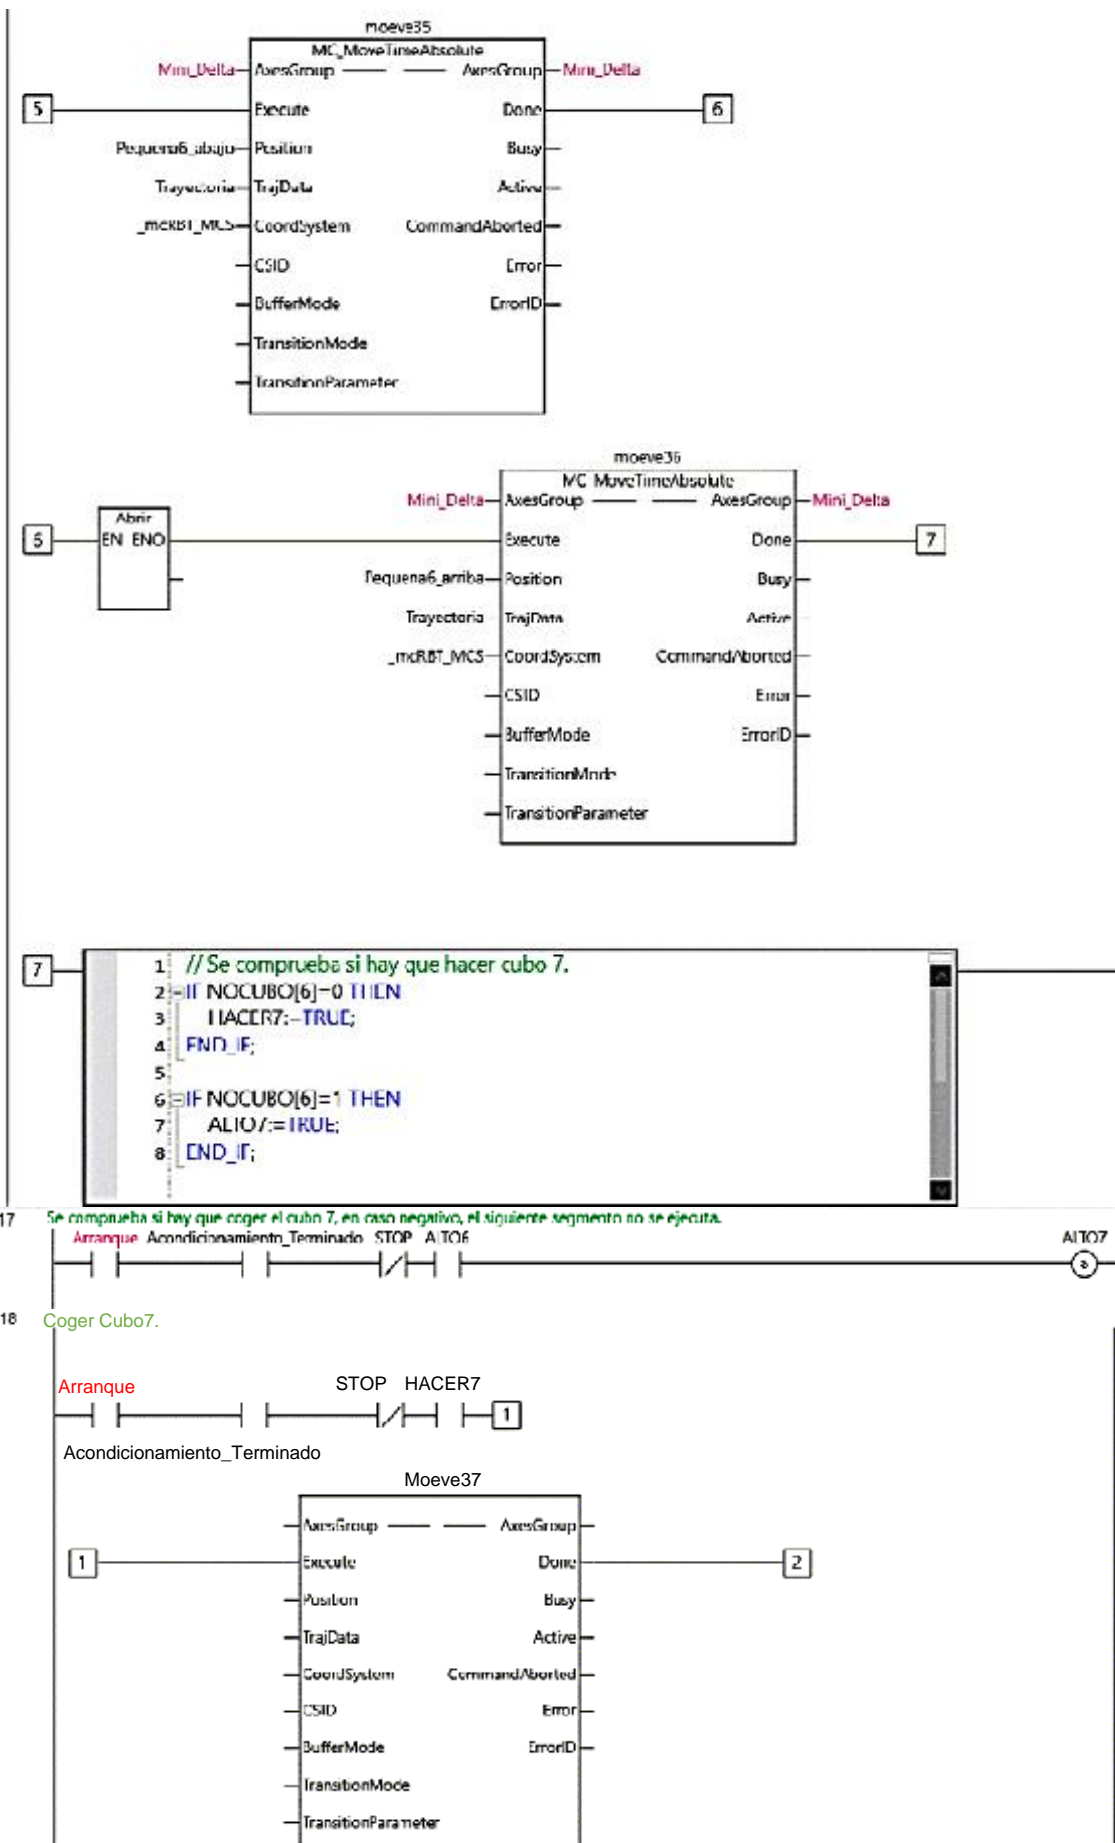 moeve35
MC_MoveTimeAbsolute
Mini_Delta AxesGroup AxesGroup Mini_Delta
5 Execute Done 6
Pequena6_abajo Position Busy
Trayectoria TrajData Active
_mcRBT_MCS CoordSystem CommandAborted
CSID Error
BufferMode ErrorID
TransitionMode
TransitionParameter
moeve36
MC_MoveTimeAbsolute
Mini_Delta AxesGroup AxesGroup Mini_Delta
Abrir
6 EN ENO Execute Done 7
Pequena6_arriba Position Busy
Trayectoria TrajData Active
_mcRBT_MCS CoordSystem CommandAborted
CSID Error
BufferMode ErrorID
TransitionMode
TransitionParameter
7
1 // Se comprueba si hay que hacer cubo 7.
2 IF NOCUBO[6]=0 THEN
3 HACER7:=TRUE;
4 END_IF;
5
6 IF NOCUBO[6]=1 THEN
7 ALTO7:=TRUE;
8 END_IF;
17 Se comprueba si hay que coger el cubo 7, en caso negativo, el siguiente segmento no se ejecuta.
Arranque Acondicionamiento_Terminado STOP ALTO6 ALTO7
18 Coger Cubo7.
Arranque STOP HACER7
1
Acondicionamiento_Terminado
Moeve37
AxesGroup AxesGroup
1 Execute Done 2
Position Busy
TrajData Active
CoordSystem CommandAborted
CSID Error
BufferMode ErrorID
TransitionMode
TransitionParameter